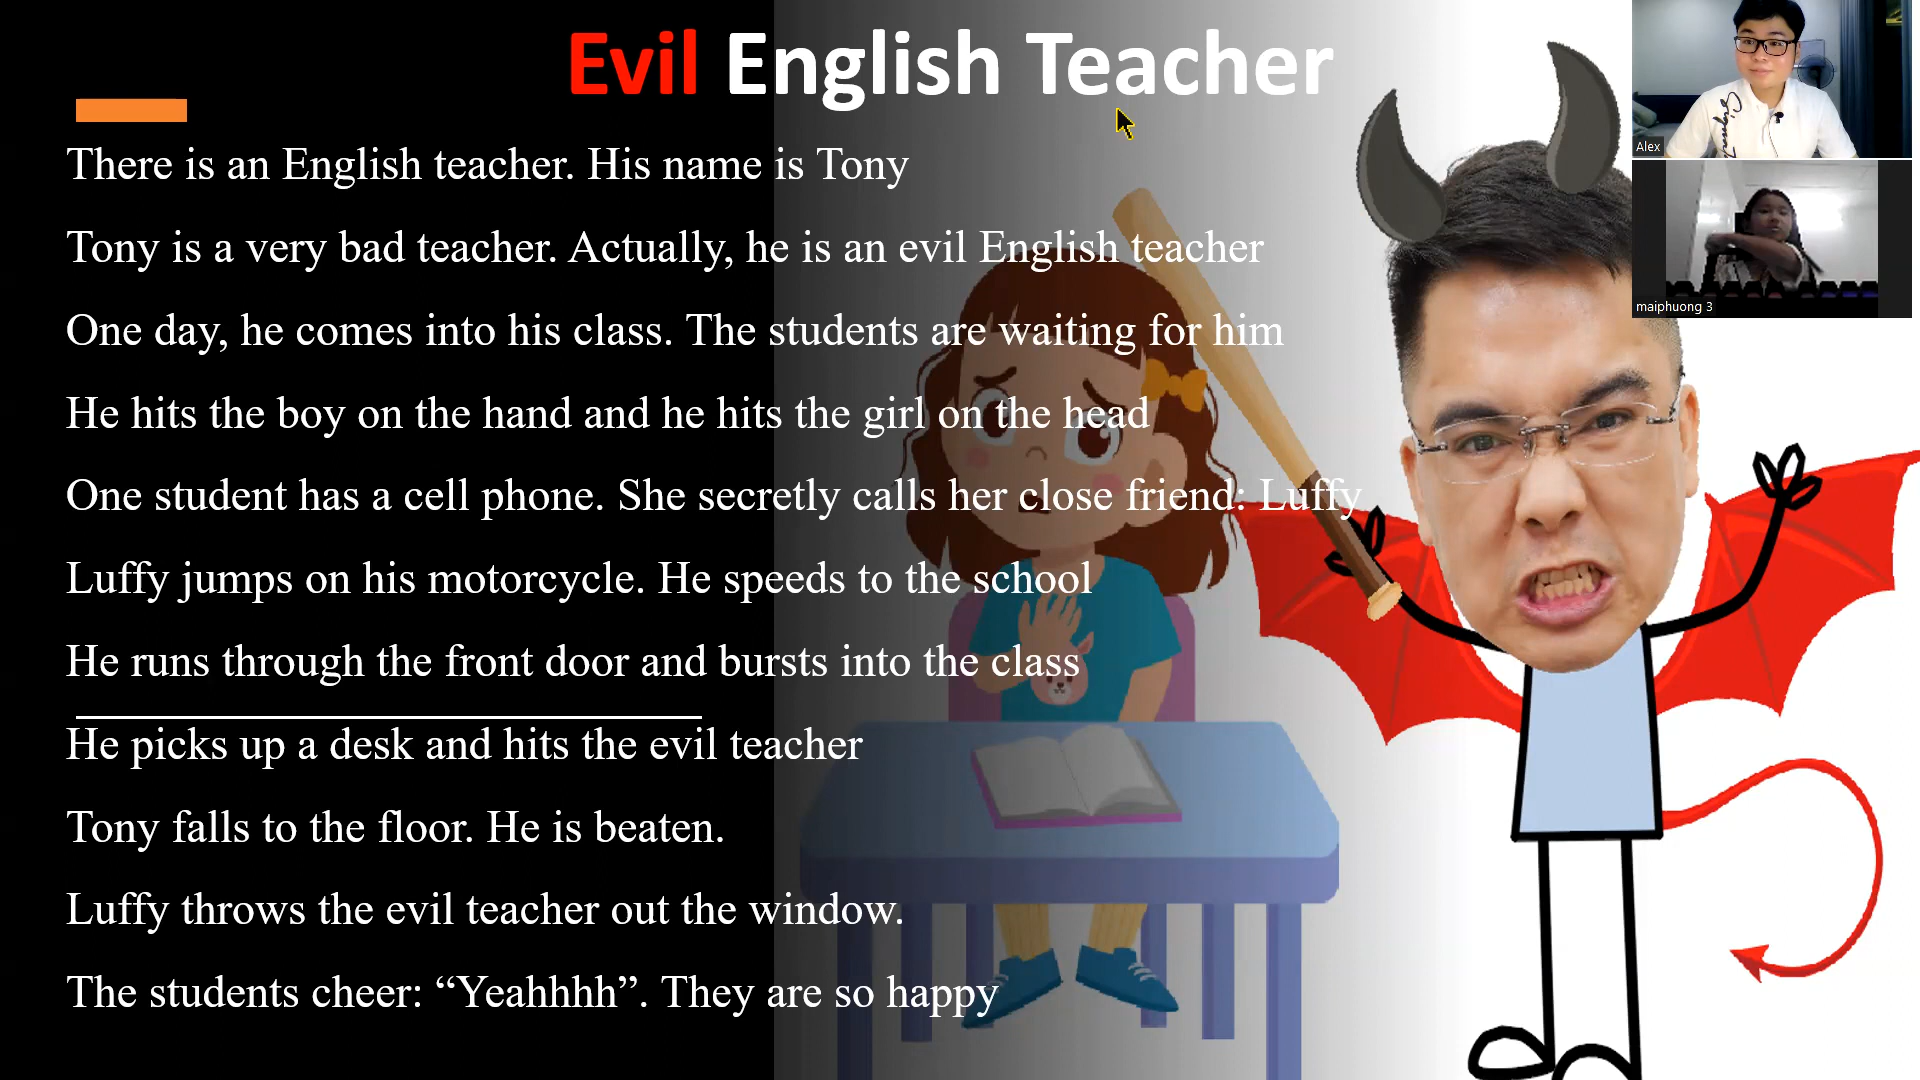 Evil English Teacher
There is an English teacher. His name is Tony
Tony is a very bad teacher. Actually, he is an evil English teacher
One day, he comes into his class. The students are waiting for him
He hits the boy on the hand and he hits the girl on the head
One student has a cell phone. She secretly calls her close friend: Luffy
Luffy jumps on his motorcycle. He speeds to the school
He runs through the front door and bursts into the class
He picks up a desk and hits the evil teacher
Tony falls to the floor. He is beaten.
Luffy throws the evil teacher out the window.
The students cheer: “Yeahhhh”. They are so happy
Alex
maiphuong 3